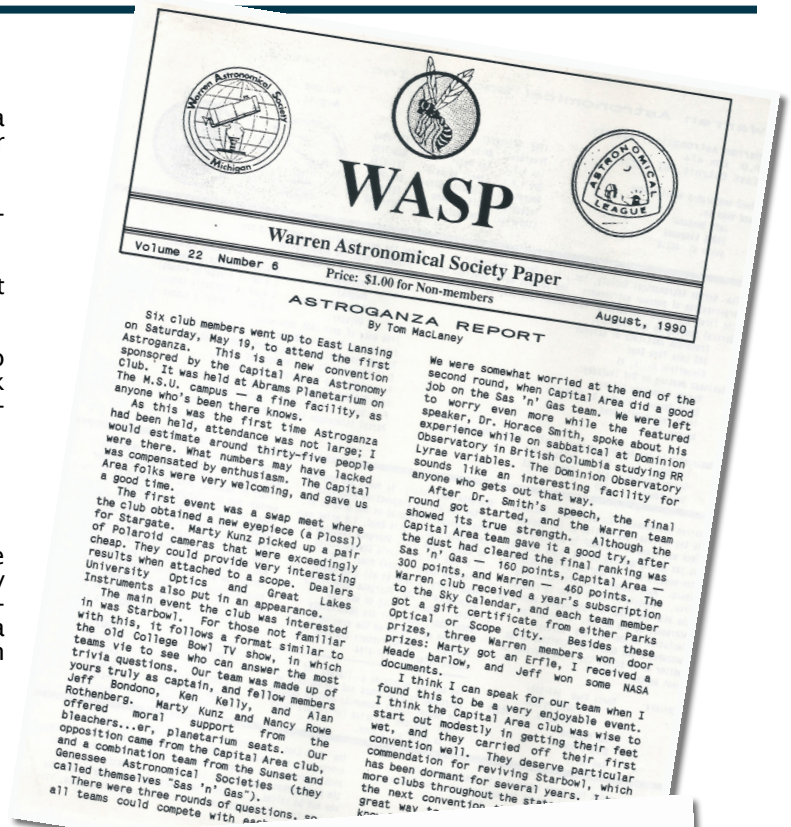 Warren Astronomical Society
Michigan
ASTRONOMICAL
LEAGUE
WASP
Warren Astronomical Society Paper
Volume 22 Number 6
Price: $1.00 for Non-members
August, 1990
ASTROGANZA REPORT
By Tom MacLaney
Six club members went up to East Lansing
on Saturday, May 19, to attend the first
Astroganza. This is a new convention
sponsored by the Capital Area Astronomy
Club. It was held at Abrams Planetarium on
The M.S.U. campus — a fine facility, as
anyone who's been there knows.
As this was the first time Astroganza
had been held, attendance was not large; I
would estimate around thirty-five people
were there. What numbers may have lacked
was compensated by enthusiasm. The Capital
Area folks were very welcoming, and gave us
a good time.
The first event was a swap meet where
the club obtained a new eyepiece (a Plossl)
for Stargate. Marty Kunz picked up a pair
of Polaroid cameras that were exceedingly
cheap. They could provide very interesting
results when attached to a scope. Dealers
University Optics and Great Lakes
Instruments also put in an appearance.
The main event the club was interested
in was Starbowl. For those not familiar
with this, it follows a format similar to
the old College Bowl TV show, in which
teams vie to see who can answer the most
trivia questions. Our team was made up of
yours truly as captain, and fellow members
Jeff Bondono, Ken Kelly, and Alan
Rothenberg. Marty Kunz and Nancy Rowe
offered moral support from the
bleachers...er, planetarium seats. Our
opposition came from the Capital Area club,
and a combination team from the Sunset and
Genessee Astronomical Societies (they
called themselves "Sas 'n' Gas").
There were three rounds of questions, so
all teams could compete with each
We were somewhat worried at the end of the
second round, when Capital Area did a good
job on the Sas 'n' Gas team. We were left
to worry even more while the featured
speaker, Dr. Horace Smith, spoke about his
experience while on sabbatical at Dominion
Observatory in British Columbia studying RR
Lyrae variables. The Dominion Observatory
sounds like an interesting facility for
anyone who gets out that way.
After Dr. Smith's speech, the final
round got started, and the Warren team
showed its true strength. Although the
Capital Area team gave it a good try, after
the dust had cleared the final ranking was
Sas 'n' Gas — 160 points, Capital Area —
300 points, and Warren — 460 points. The
Warren club received a year's subscription
to the Sky Calendar, and each team member
got a gift certificate from either Parks
Optical or Scope City. Besides these
prizes, three Warren members won door
prizes: Marty got an Erfle, I received a
Meade barlow, and Jeff won some NASA
documents.
I think I can speak for our team when I
found this to be a very enjoyable event.
I think the Capital Area club was wise to
start out modestly in getting their feet
wet, and they carried off their first
convention well. They deserve particular
commendation for reviving Starbowl, which
has been dormant for several years.
more clubs throughout the
the next convention
great way to